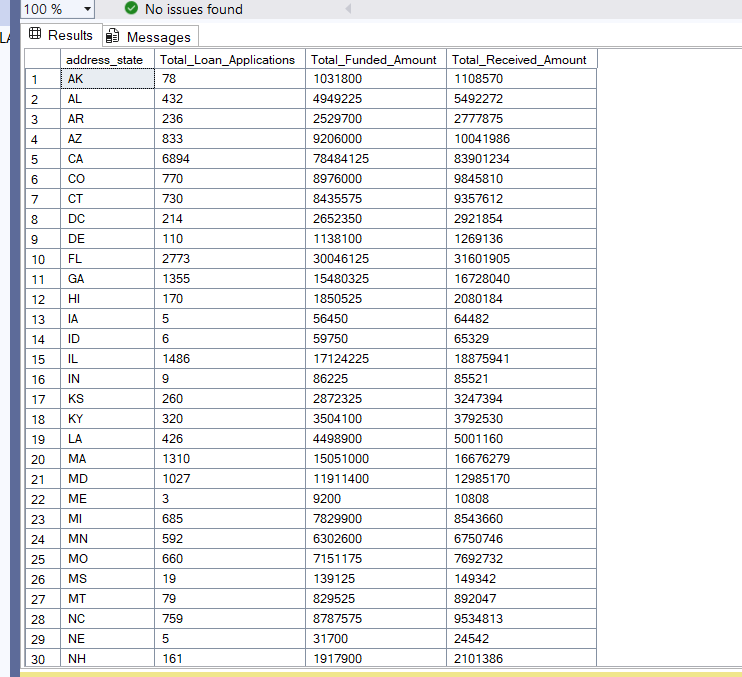 100 % No issues found
LA
Results Messages
address_state Total_Loan_Applications Total_Funded_Amount Total_Received_Amount
1 AK 78 1031800 1108570
2 AL 432 4949225 5492272
3 AR 236 2529700 2777875
4 AZ 833 9206000 10041986
5 CA 6894 78484125 83901234
6 CO 770 8976000 9845810
7 CT 730 8435575 9357612
8 DC 214 2652350 2921854
9 DE 110 1138100 1269136
10 FL 2773 30046125 31601905
11 GA 1355 15480325 16728040
12 HI 170 1850525 2080184
13 IA 5 56450 64482
14 ID 6 59750 65329
15 IL 1486 17124225 18875941
16 IN 9 86225 85521
17 KS 260 2872325 3247394
18 KY 320 3504100 3792530
19 LA 426 4498900 5001160
20 MA 1310 15051000 16676279
21 MD 1027 11911400 12985170
22 ME 3 9200 10808
23 MI 685 7829900 8543660
24 MN 592 6302600 6750746
25 MO 660 7151175 7692732
26 MS 19 139125 149342
27 MT 79 829525 892047
28 NC 759 8787575 9534813
29 NE 5 31700 24542
30 NH 161 1917900 2101386